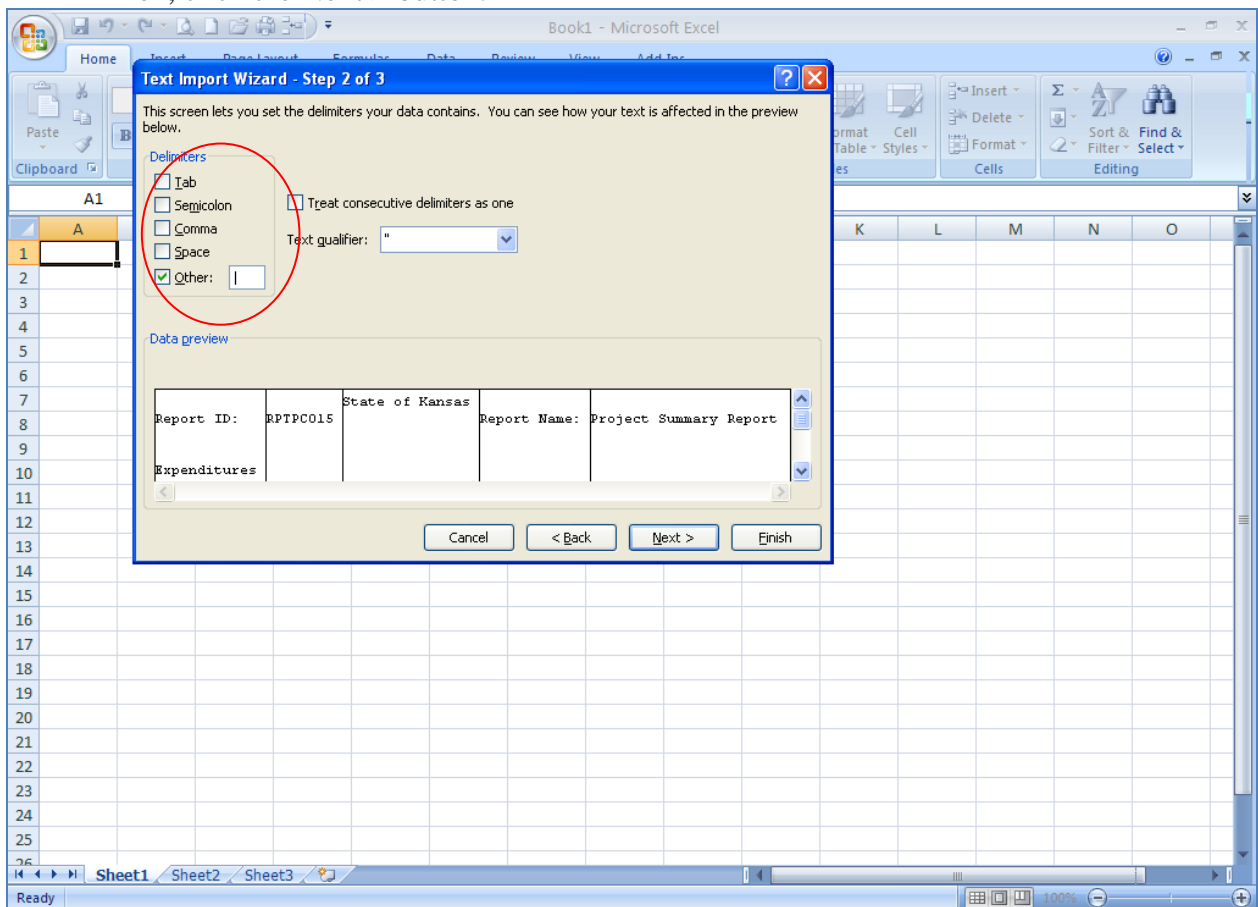 Book1 - Microsoft Excel
Home
Text Import Wizard - Step 2 of 3
This screen lets you set the delimiters your data contains. You can see how your text is affected in the preview
below.
Delimiters
Tab
Semicolon
Comma
Space
Other: |
Treat consecutive delimiters as one
Text qualifier: "
Data preview
State of Kansas
Report ID: RPTPC015 Report Name: Project Summary Report
Expenditures
Cancel < Back Next > Finish
Paste
B
Clipboard
Cell
Styles
Insert
Delete
Format
Cells
Σ
Sort &
Filter
Find &
Select
Editing
A1
A K L M N O
1
2
3
4
5
6
7
8
9
10
11
12
13
14
15
16
17
18
19
20
21
22
23
24
25
Sheet1 Sheet2 Sheet3
Ready 100%